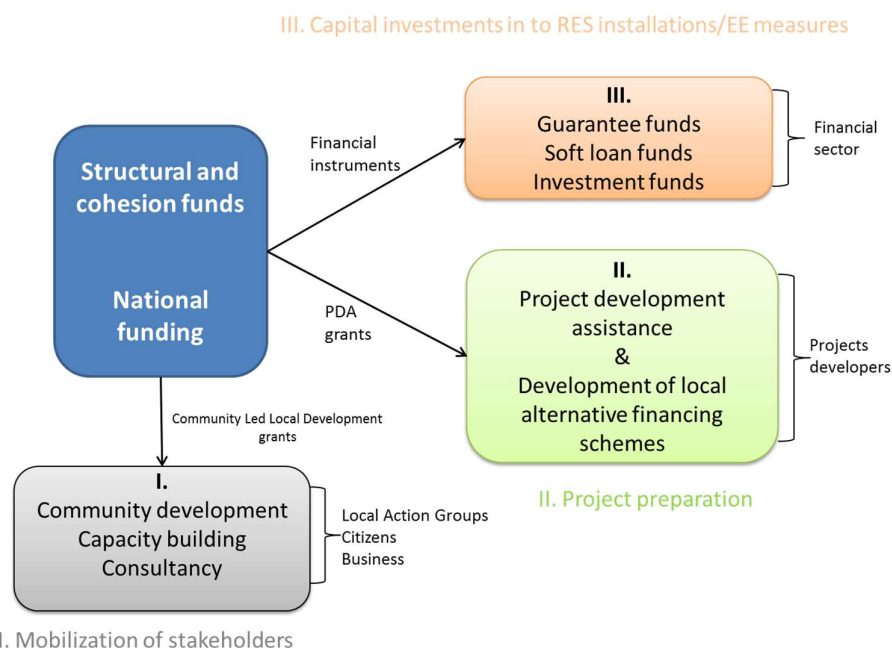 III. Capital investments in to RES installations/EE measures
Structural and
cohesion funds
National
funding
Financial
instruments
III.
Guarantee funds
Soft loan funds
Investment funds
Financial
sector
PDA
grants
II.
Project development
assistance
&
Development of local
alternative financing
schemes
Projects
developers
II. Project preparation
Community Led Local Development
grants
I.
Community development
Capacity building
Consultancy
Local Action Groups
Citizens
Business
I. Mobilization of stakeholders